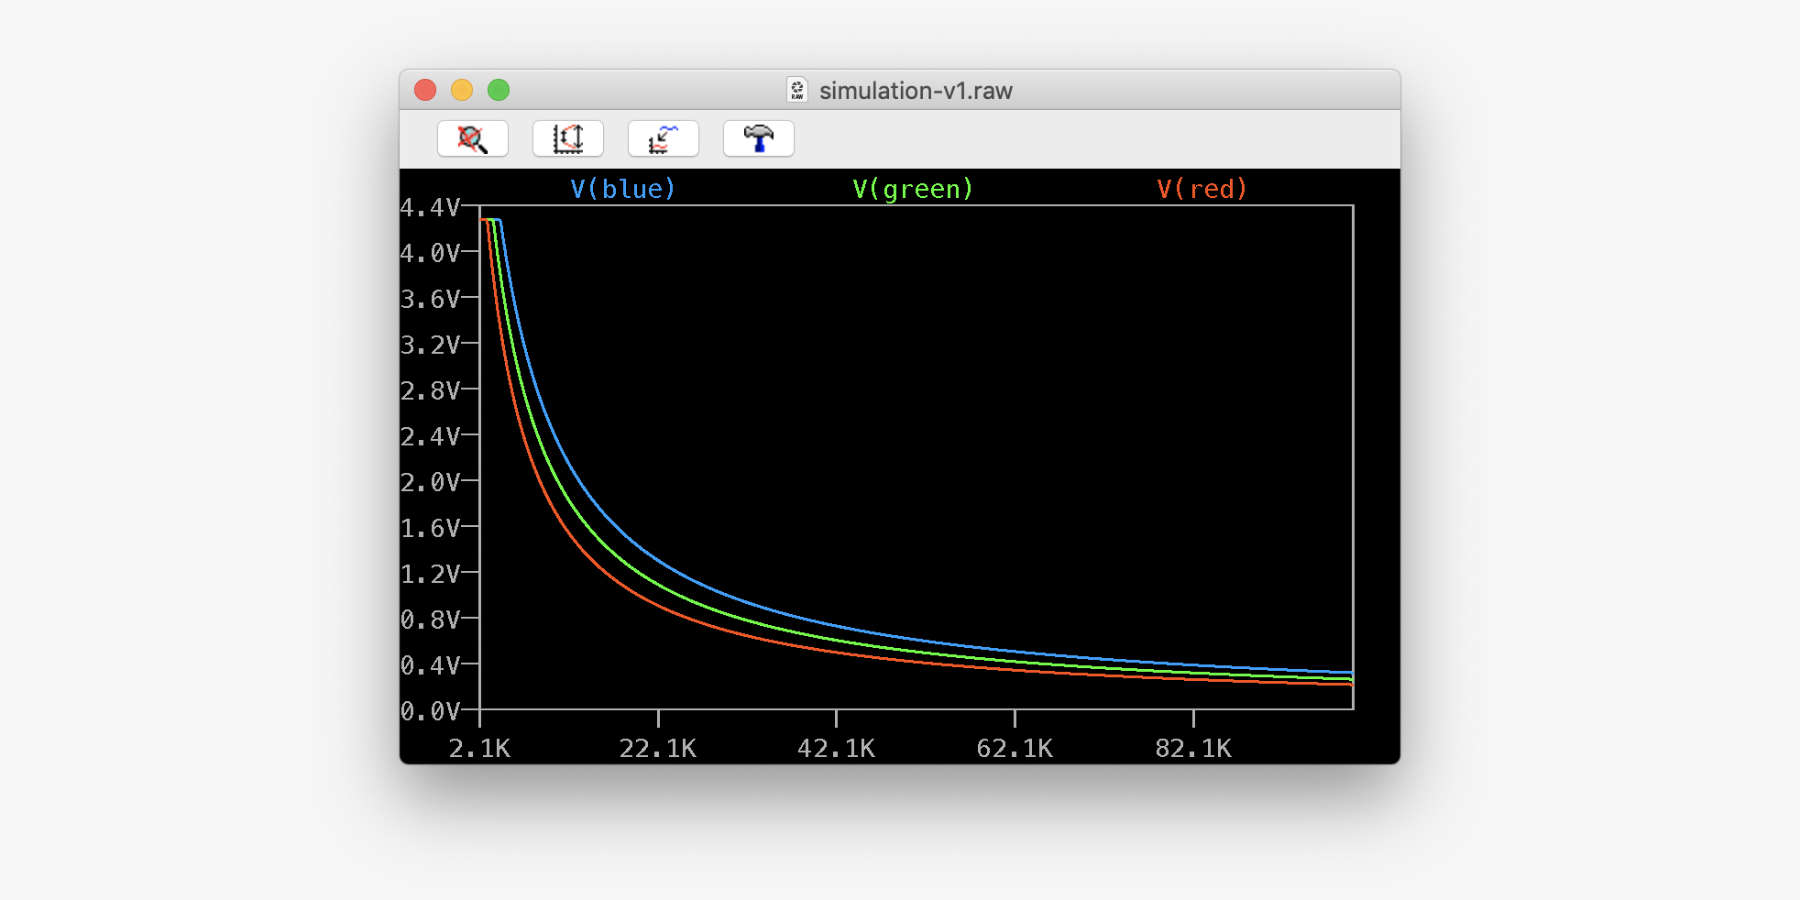 simulation-v1.raw
RAW
V(blue) V(green) V(red)
4.4V
4.0V
3.6V
3.2V
2.8V
2.4V
2.0V
1.6V
1.2V
0.8V
0.4V
0.0V
2.1K 22.1K 42.1K 62.1K 82.1K